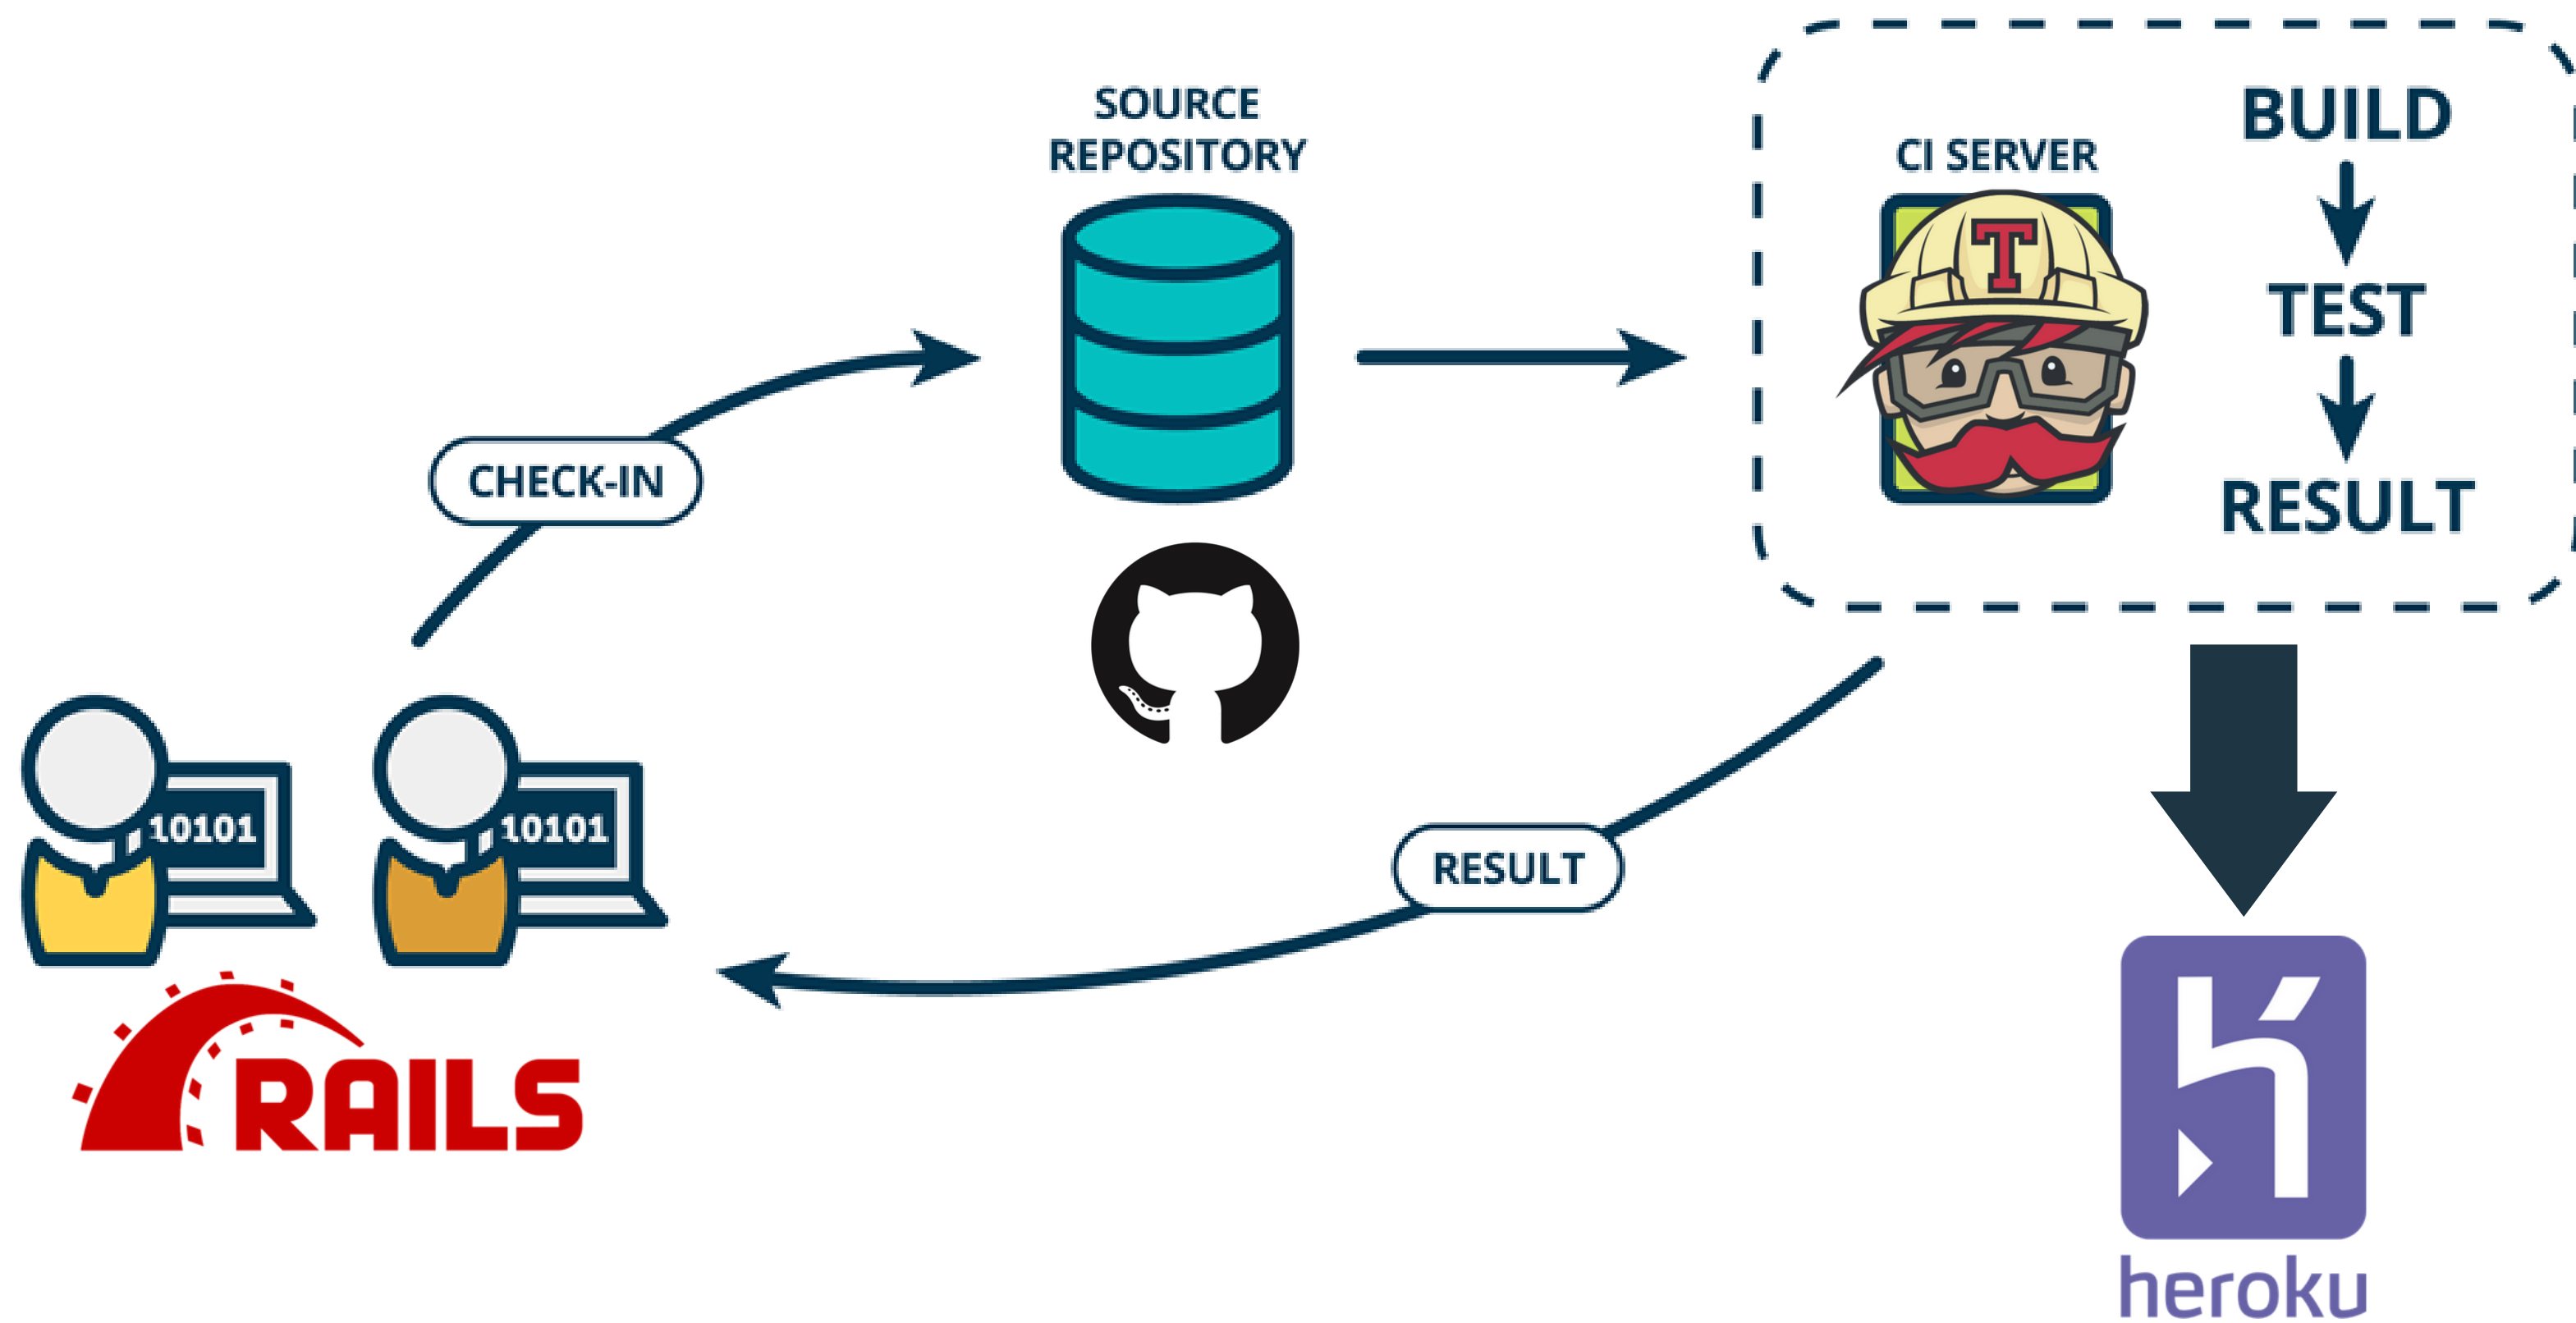 SOURCE
REPOSITORY
CI SERVER
T
BUILD
TEST
RESULT
CHECK-IN
10101
10101
RESULT
RAILS
heroku